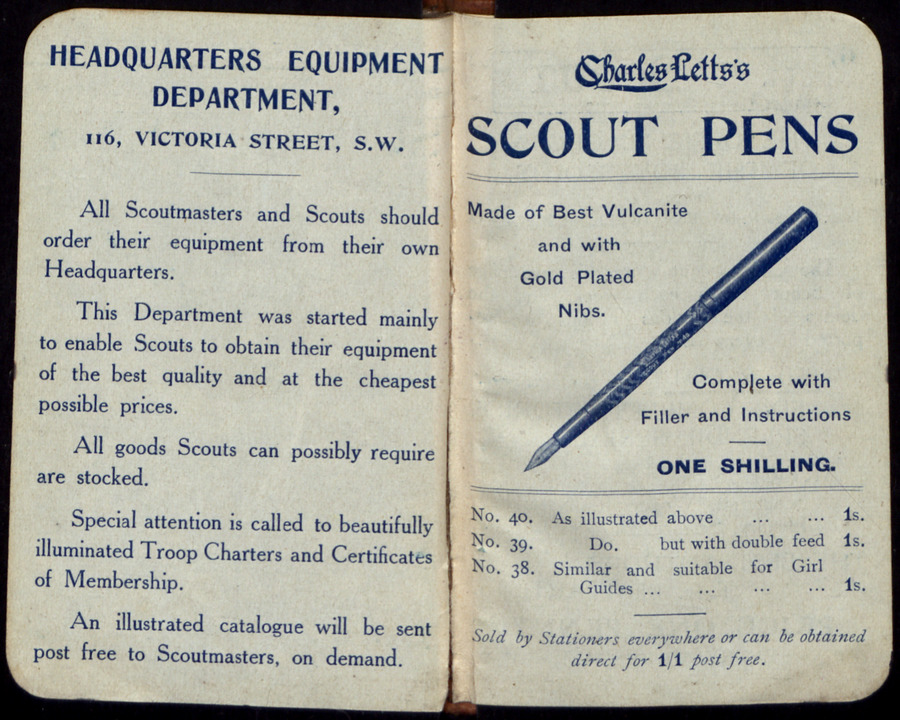 HEADQUARTERS EQUIPMENT
DEPARTMENT,
116, VICTORIA STREET, S.W.
All Scoutmasters and Scouts should
order their equipment from their own
Headquarters.
This Department was started mainly
to enable Scouts to obtain their equipment
of the best quality and at the cheapest
possible prices.
All goods Scouts can possibly require
are stocked.
Special attention is called to beautifully
illuminated Troop Charters and Certificates
of Membership.
An illustrated catalogue will be sent
post free to Scoutmasters, on demand.
Charles Letts's
SCOUT PENS
Made of Best Vulcanite
and with
Gold Plated
Nibs.
Complete with
Filler and Instructions
ONE SHILLING.
No. 40. As illustrated above ... ... 1s.
No. 39. Do. but with double feed 1s.
No. 38. Similar and suitable for Girl
Guides ... ... ... ... 1s.
Sold by Stationers everywhere or can be obtained
direct for 1/1 post free.